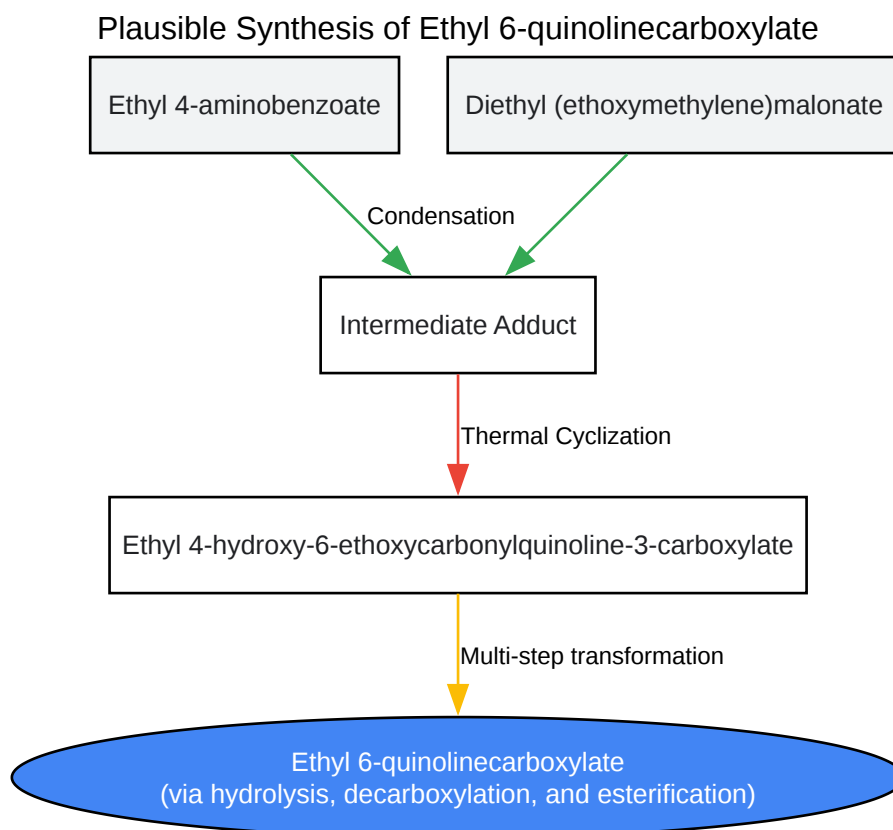 Plausible Synthesis of Ethyl 6-quinolinecarboxylate
Ethyl 4-aminobenzoate
Diethyl (ethoxymethylene)malonate
Condensation
Intermediate Adduct
Thermal Cyclization
Ethyl 4-hydroxy-6-ethoxycarbonylquinoline-3-carboxylate
Multi-step transformation
Ethyl 6-quinolinecarboxylate
(via hydrolysis, decarboxylation, and esterification)